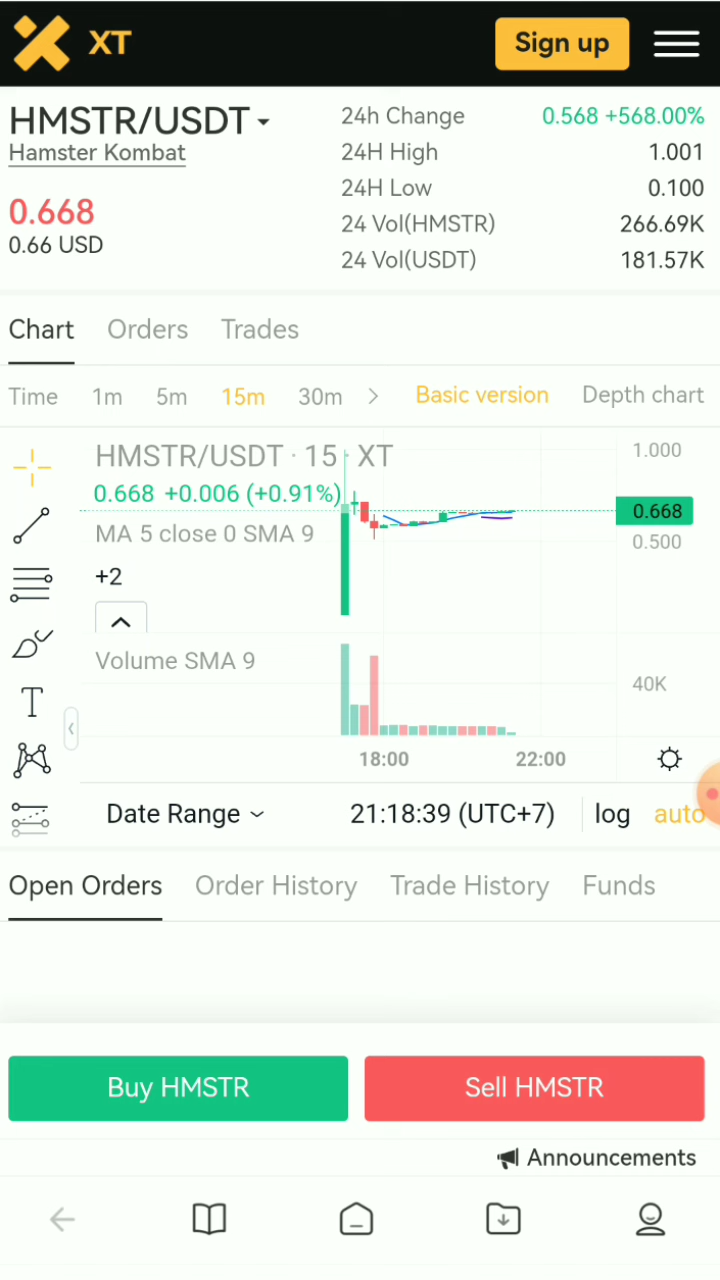 XT
Sign up
HMSTR/USDT
Hamster Kombat
0.668
0.66 USD
24h Change 0.568 +568.00%
24H High 1.001
24H Low 0.100
24 Vol(HMSTR) 266.69K
24 Vol(USDT) 181.57K
Chart Orders Trades
Time 1m 5m 15m 30m Basic version Depth chart
HMSTR/USDT · 15 · XT
0.668 +0.006 (+0.91%)
MA 5 close 0 SMA 9
+2
1.000
0.668
0.500
Volume SMA 9
40K
18:00 22:00
Date Range 21:18:39 (UTC+7) log auto
Open Orders Order History Trade History Funds
Buy HMSTR Sell HMSTR
Announcements